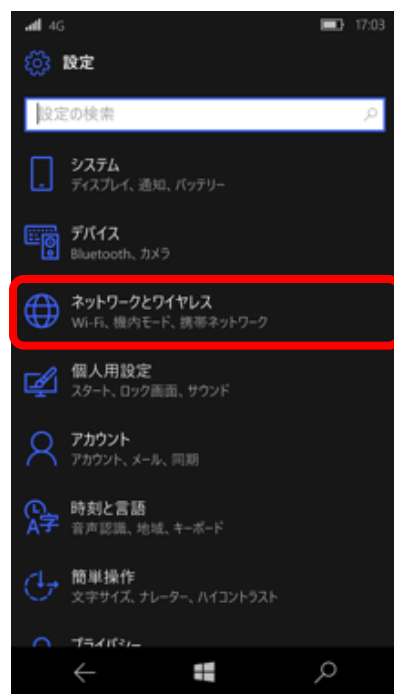 4G 17:03
設定
設定の検索
システム
ディスプレイ、通知、バッテリー
デバイス
Bluetooth、カメラ
ネットワークとワイヤレス
Wi-Fi、機内モード、携帯ネットワーク
個人用設定
スタート、ロック画面、サウンド
アカウント
アカウント、メール、同期
時刻と言語
音声認識、地域、キーボード
簡単操作
文字サイズ、ナレーター、ハイコントラスト
プライバシー